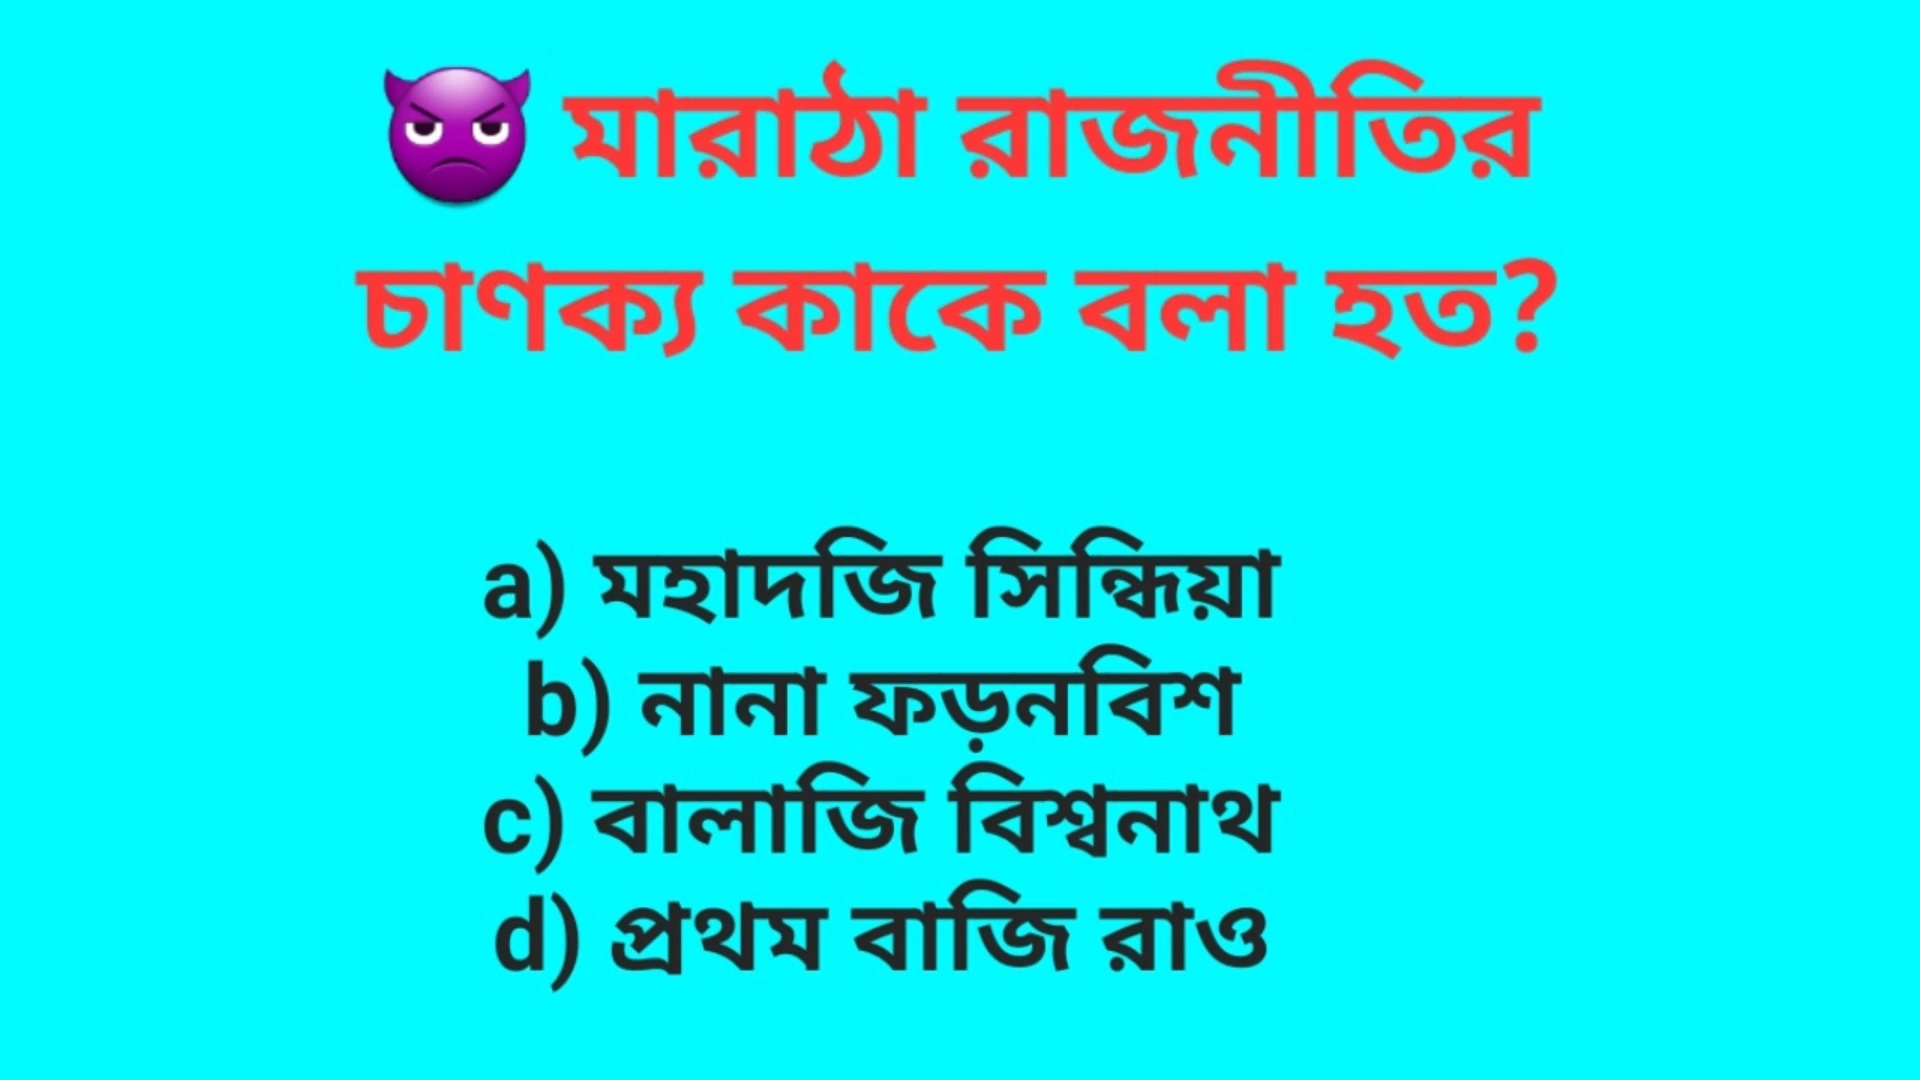 😈 মারাঠা রাজনীতির
চাণক্য কাকে বলা হত?
a) মহাদজি সিন্ধিয়া
b) নানা ফড়নবিশ
c) বালাজি বিশ্বনাথ
d) প্রথম বাজি রাও